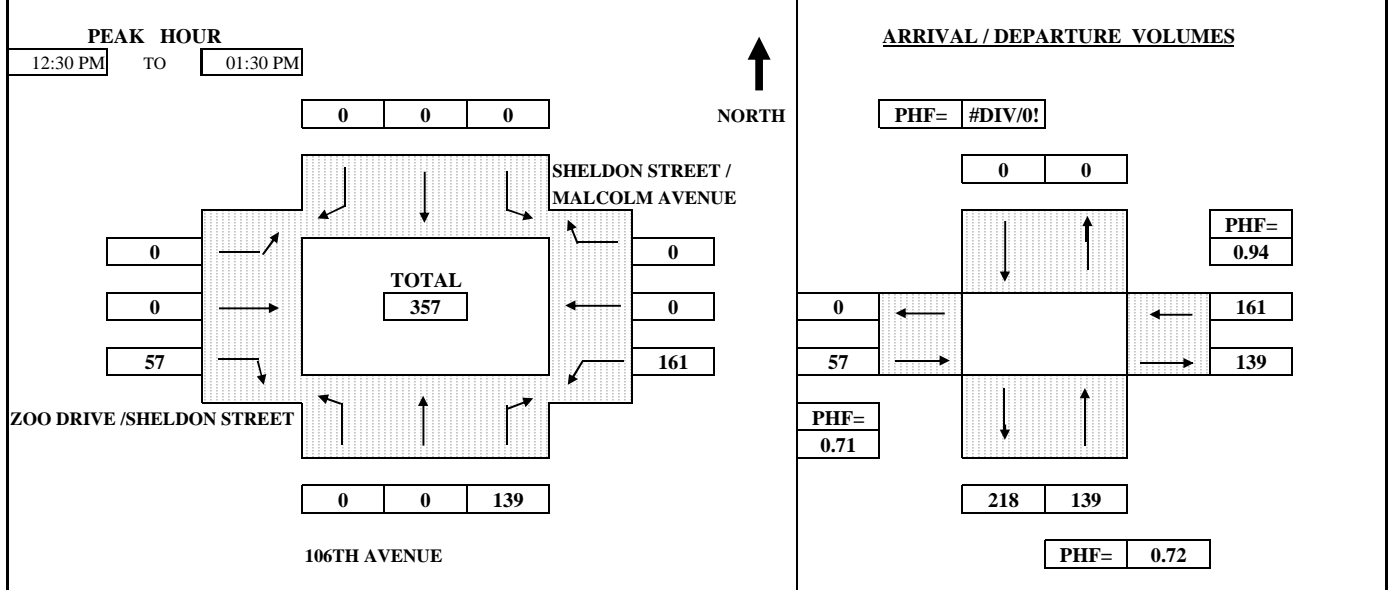 PEAK HOUR
12:30 PM TO 01:30 PM
0 0 0
NORTH
SHELDON STREET /
MALCOLM AVENUE
0 0
TOTAL
0 357 0
57 161
ZOO DRIVE /SHELDON STREET
0 0 139
106TH AVENUE
ARRIVAL / DEPARTURE VOLUMES
PHF= #DIV/0!
0 0
PHF=
0.94
0 161
57 139
PHF=
0.71
218 139
PHF= 0.72